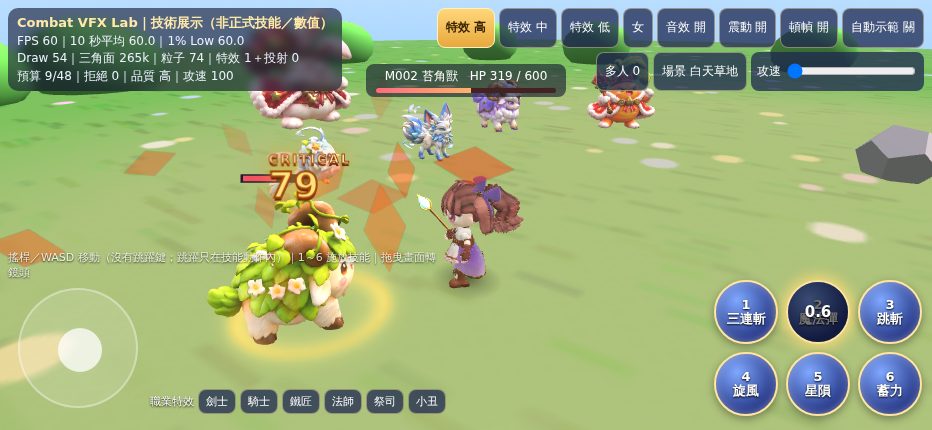 Combat VFX Lab｜技術展示（非正式技能／數值）
FPS 60｜10 秒平均 60.0｜1% Low 60.0
Draw 54｜三角面 265k｜粒子 74｜特效 1＋投射 0
預算 9/48｜拒絕 0｜品質 高｜攻速 100
特效 高
特效 中
特效 低
女
音效 開
震動 開
頓幀 開
自動示範 關
多人 0
場景 白天草地
攻速
M002 苔角獸 HP 319 / 600
CRITICAL
79
搖桿／WASD 移動（沒有跳躍鍵；跳躍只在技能動作內）｜1～6 施放技能｜拖曳畫面轉
鏡頭
1
三連斬
2
魔法彈
0.6
3
跳斬
4
旋風
5
星隕
6
蓄力
職業特效
劍士
騎士
鐵匠
法師
祭司
小丑